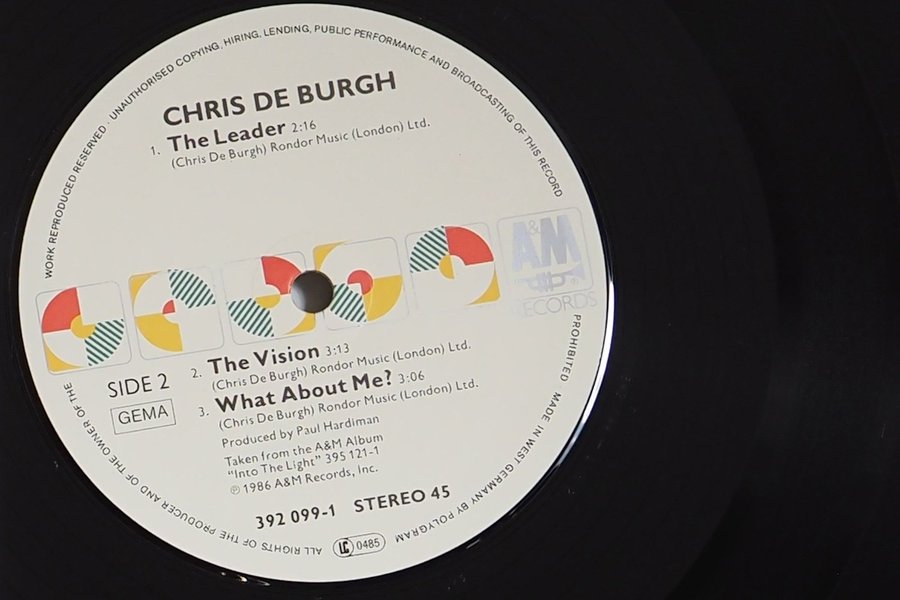 WORK REPRODUCED RESERVED · UNAUTHORISED COPYING, HIRING, LENDING, PUBLIC PERFORMANCE AND BROADCASTING OF THIS RECORD
CHRIS DE BURGH
1. The Leader 2:16
(Chris De Burgh) Rondor Music (London) Ltd.
A&M
RECORDS
2. The Vision 3:13
(Chris De Burgh) Rondor Music (London) Ltd.
SIDE 2
GEMA
3. What About Me? 3:06
(Chris De Burgh) Rondor Music (London) Ltd.
Produced by Paul Hardiman
Taken from the A&M Album
"Into The Light" 395 121-1
℗ 1986 A&M Records, Inc.
392 099-1 STEREO 45
LC 0485
PROHIBITED · MADE IN WEST GERMANY BY POLYGRAM
ALL RIGHTS OF THE PRODUCER AND OF THE OWNER OF THE